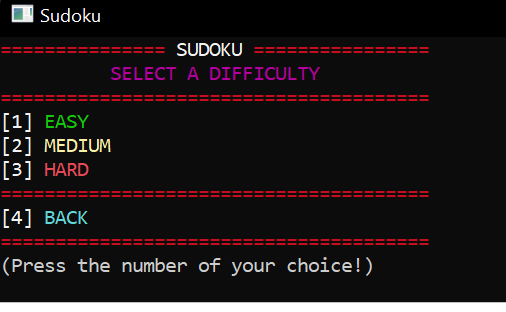 Sudoku
=============== SUDOKU ================
SELECT A DIFFICULTY
=======================================
[1] EASY
[2] MEDIUM
[3] HARD
=======================================
[4] BACK
=======================================
(Press the number of your choice!)